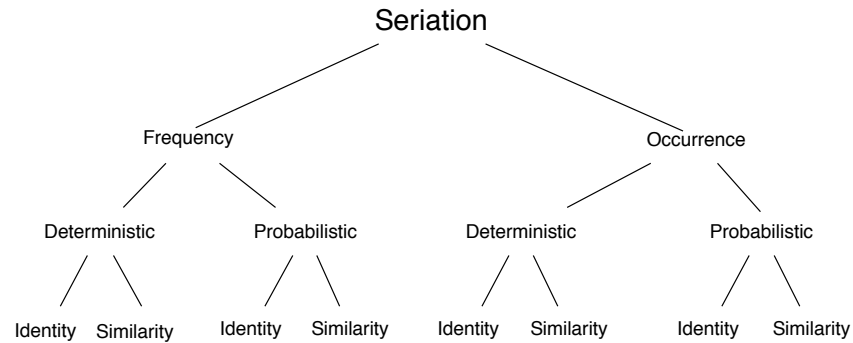 Seriation
Frequency Occurrence
Deterministic Probabilistic Deterministic Probabilistic
Identity Similarity Identity Similarity Identity Similarity Identity Similarity